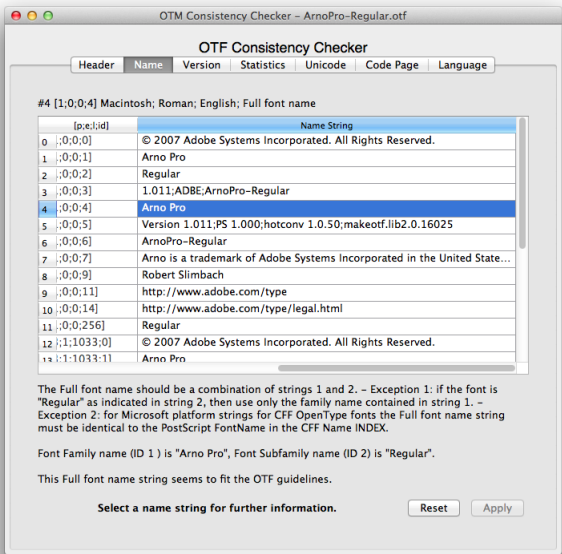 OTM Consistency Checker – ArnoPro-Regular.otf
OTF Consistency Checker
Header Name Version Statistics Unicode Code Page Language
#4 [1;0;0;4] Macintosh; Roman; English; Full font name
[p;e;l;id] Name String
0 ;0;0;0] © 2007 Adobe Systems Incorporated. All Rights Reserved.
1 ;0;0;1] Arno Pro
2 ;0;0;2] Regular
3 ;0;0;3] 1.011;ADBE;ArnoPro-Regular
4 ;0;0;4] Arno Pro
5 ;0;0;5] Version 1.011;PS 1.000;hotconv 1.0.50;makeotf.lib2.0.16025
6 ;0;0;6] ArnoPro-Regular
7 ;0;0;7] Arno is a trademark of Adobe Systems Incorporated in the United State...
8 ;0;0;9] Robert Slimbach
9 ;0;0;11] http://www.adobe.com/type
10 ;0;0;14] http://www.adobe.com/type/legal.html
11 ;0;0;256] Regular
12 ;1;1033;0] © 2007 Adobe Systems Incorporated. All Rights Reserved.
13 ;1;1033;1] Arno Pro
The Full font name should be a combination of strings 1 and 2. – Exception 1: if the font is
"Regular" as indicated in string 2, then use only the family name contained in string 1. –
Exception 2: for Microsoft platform strings for CFF OpenType fonts the Full font name string
must be identical to the PostScript FontName in the CFF Name INDEX.
Font Family name (ID 1 ) is "Arno Pro", Font Subfamily name (ID 2) is "Regular".
This Full font name string seems to fit the OTF guidelines.
Select a name string for further information. Reset Apply